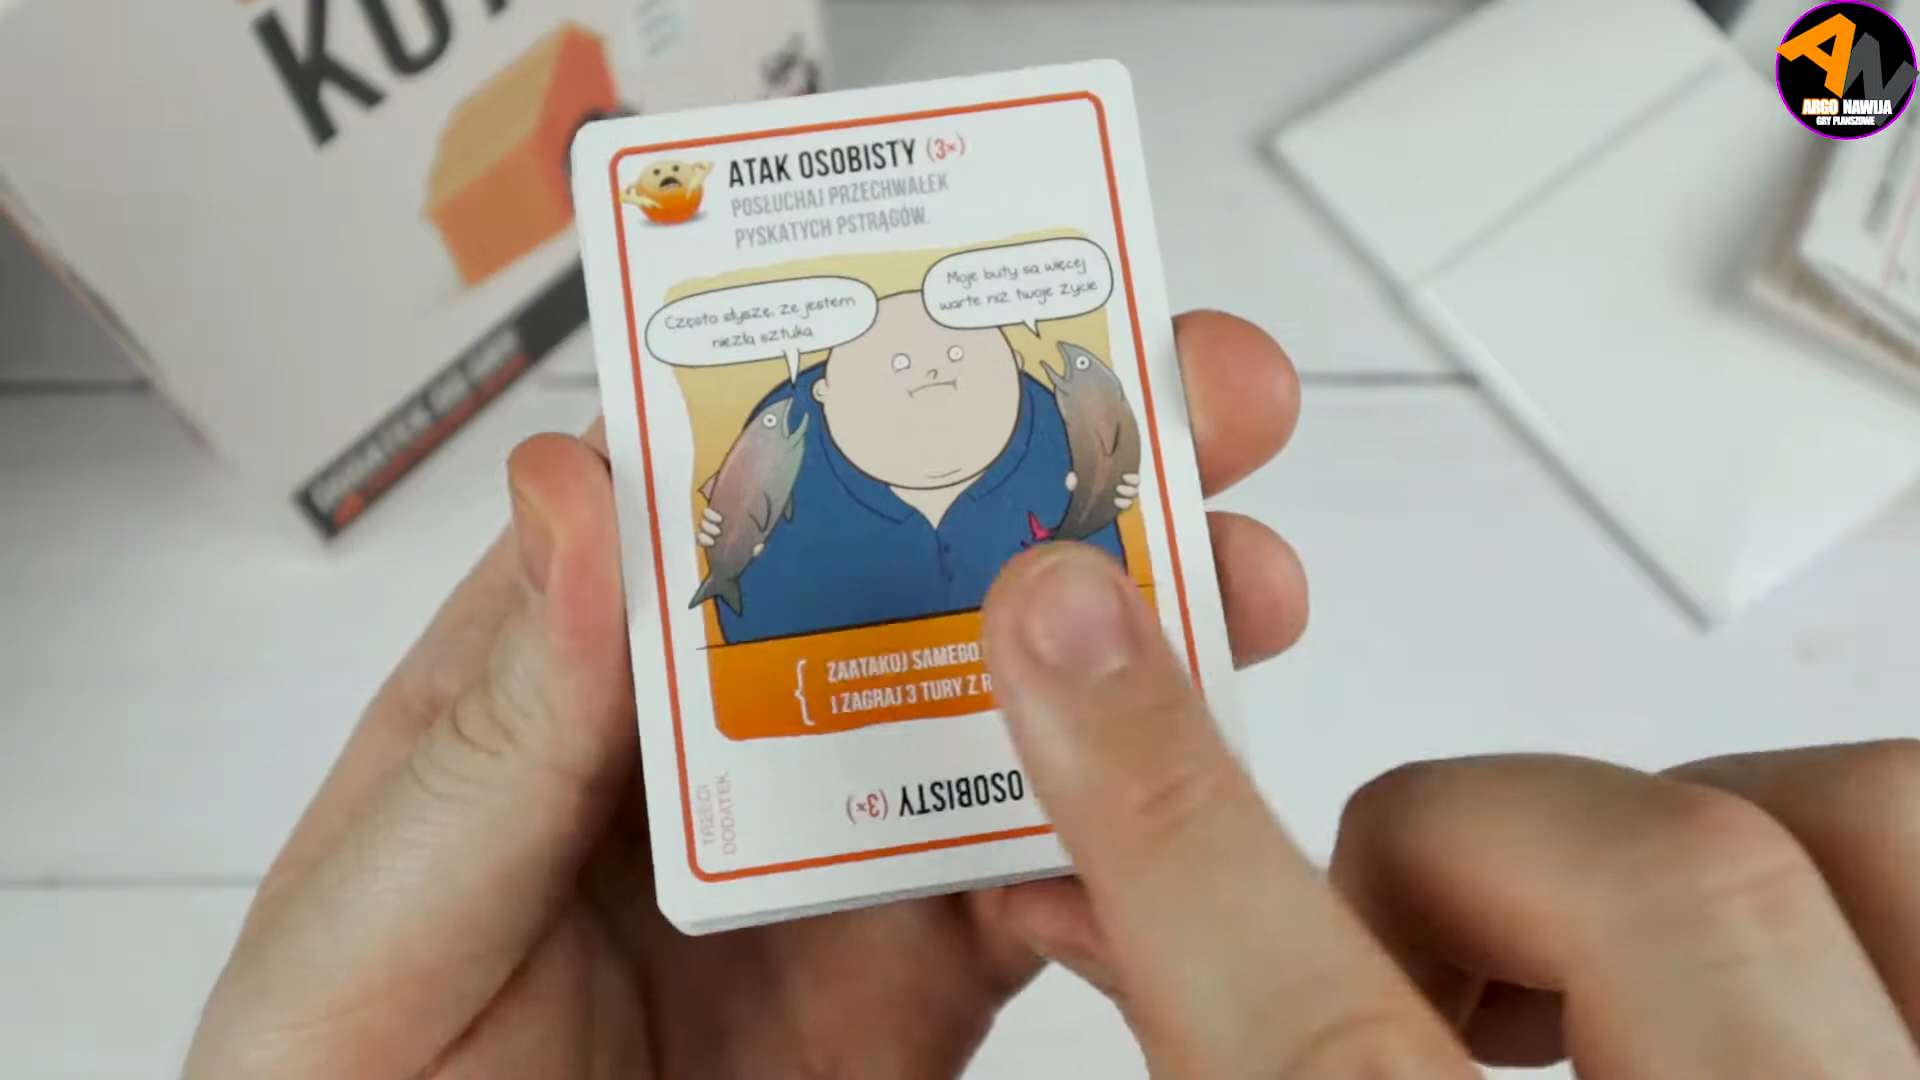 ATAK OSOBISTY (3×)
POSŁUCHAJ PRZECHWAŁEK
PYSKATYCH PSTRĄGÓW.
Często słyszę, że jestem
niezłą sztuką
Moje buty są więcej
warte niż twoje życie
ZAATAKUJ SAMEGO
I ZAGRAJ 3 TURY Z
TRZECI
DODATEK
OSOBISTY (3×)
ARGO NAWIJA
GRY PLANSZOWE
AN